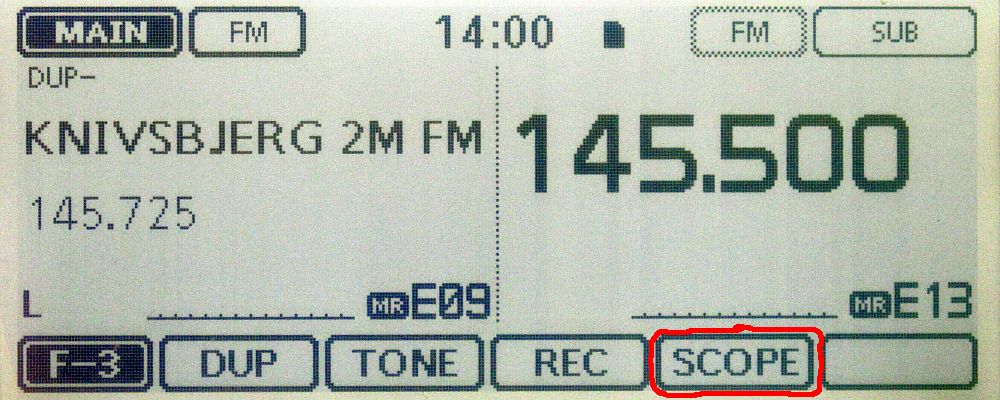 MAIN FM 14:00 FM SUB
DUP-
KNIVSBJERG 2M FM 145.500
145.725
L MR E09 MR E13
F-3 DUP TONE REC SCOPE